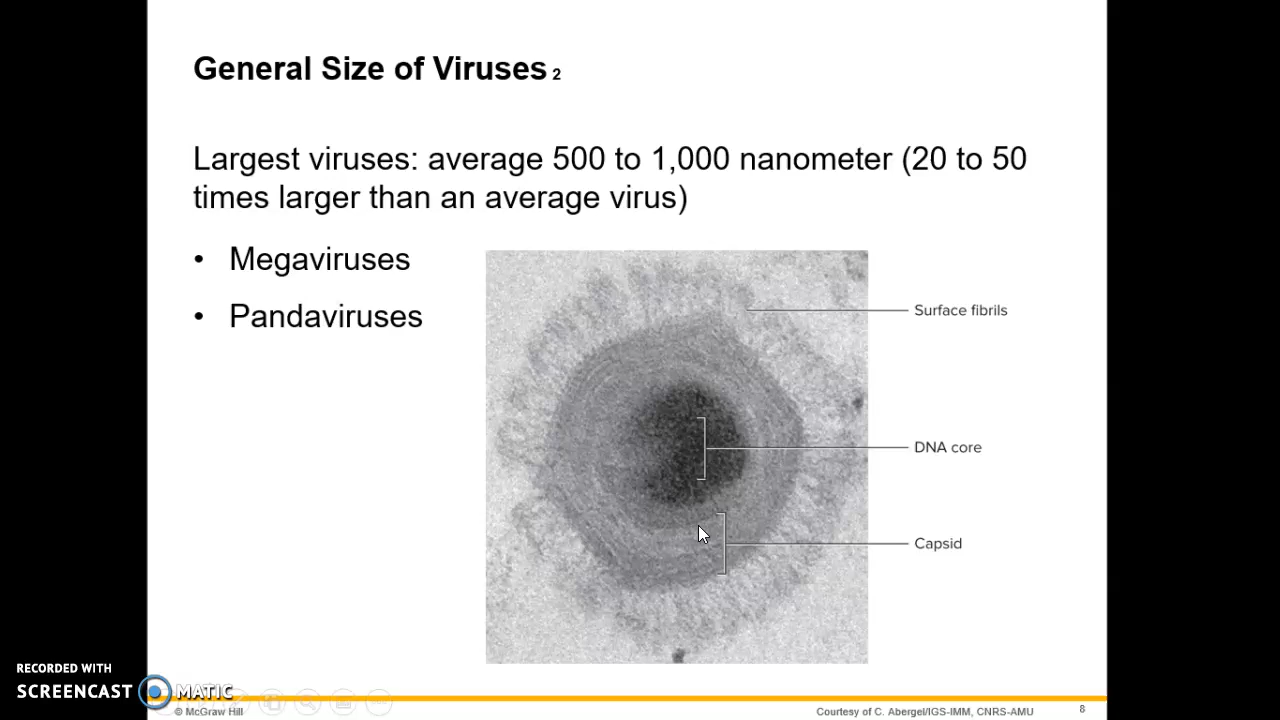 General Size of Viruses 2
Largest viruses: average 500 to 1,000 nanometer (20 to 50
times larger than an average virus)
• Megaviruses
• Pandaviruses
Surface fibrils
DNA core
Capsid
RECORDED WITH
SCREENCAST MATIC
© McGraw Hill
Courtesy of C. Abergel/IGS-IMM, CNRS-AMU
8